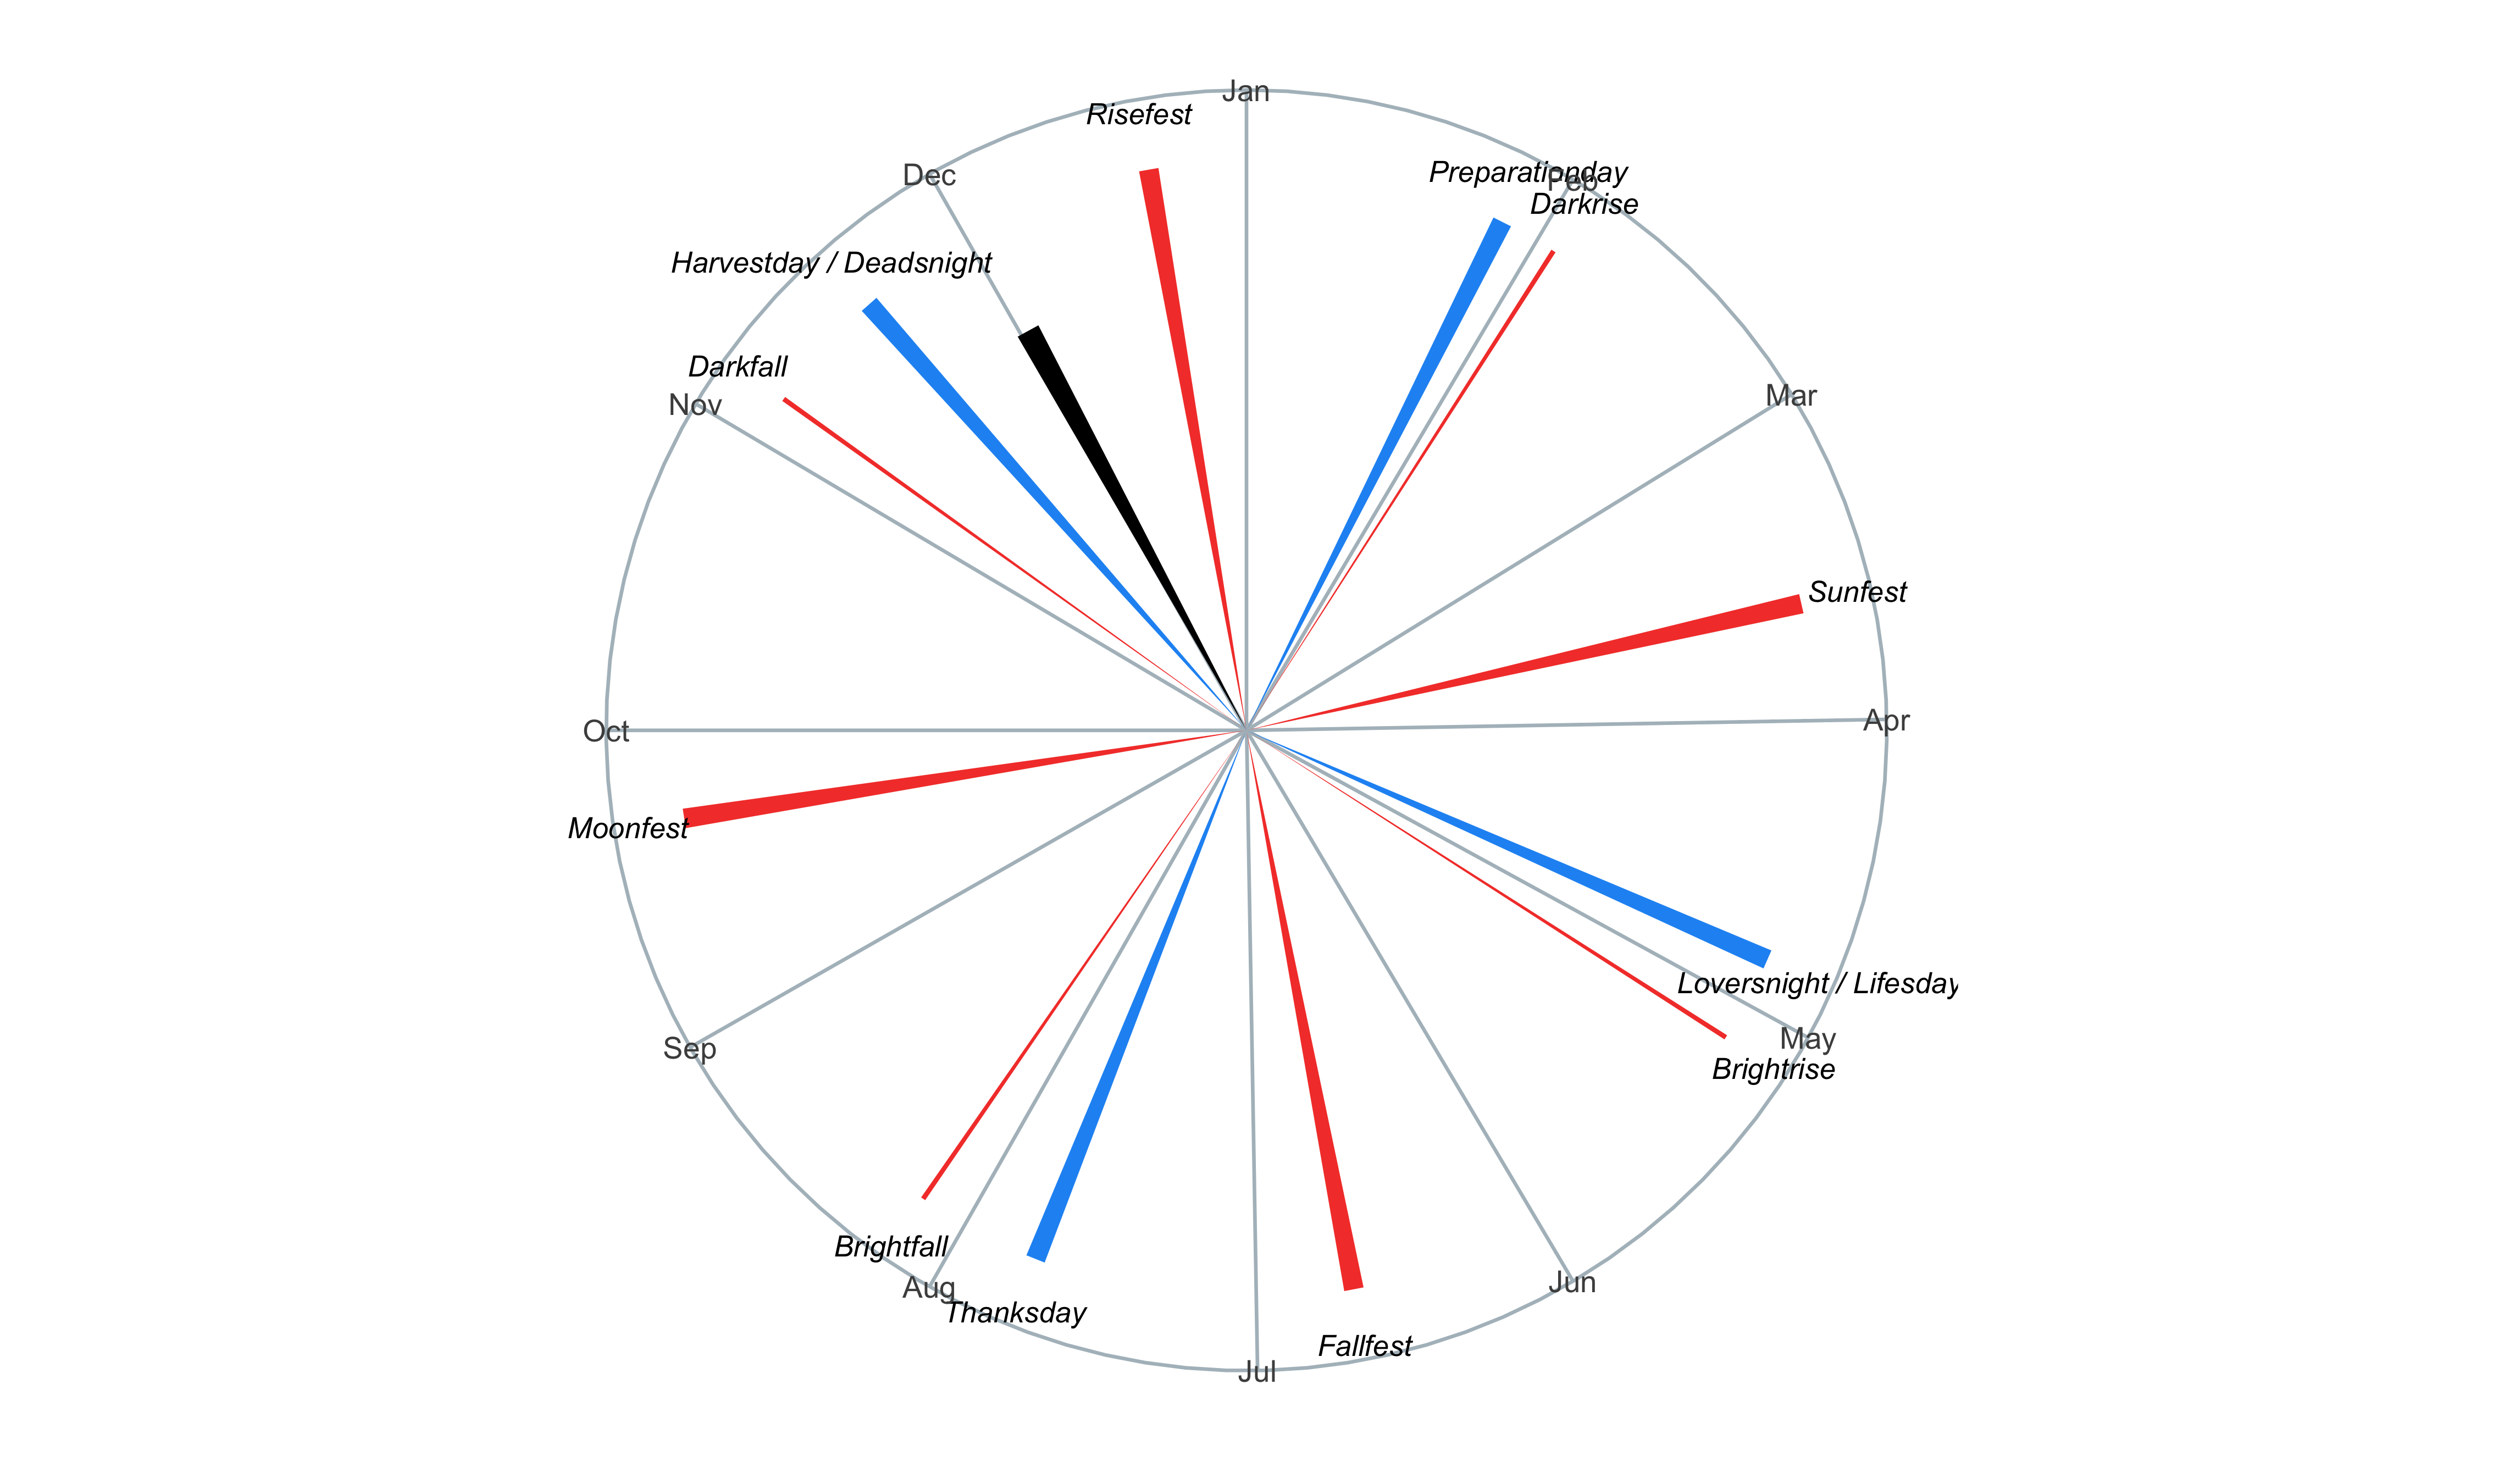 Jan
Risefest
Preparationday
Dec
Feb
Darkrise
Harvestday / Deadsnight
Darkfall
Nov
Mar
Sunfest
Oct
Apr
Moonfest
Loversnight / Lifesday
May
Sep
Brightrise
Brightfall
Aug
Jun
Thanksday
Fallfest
Jul